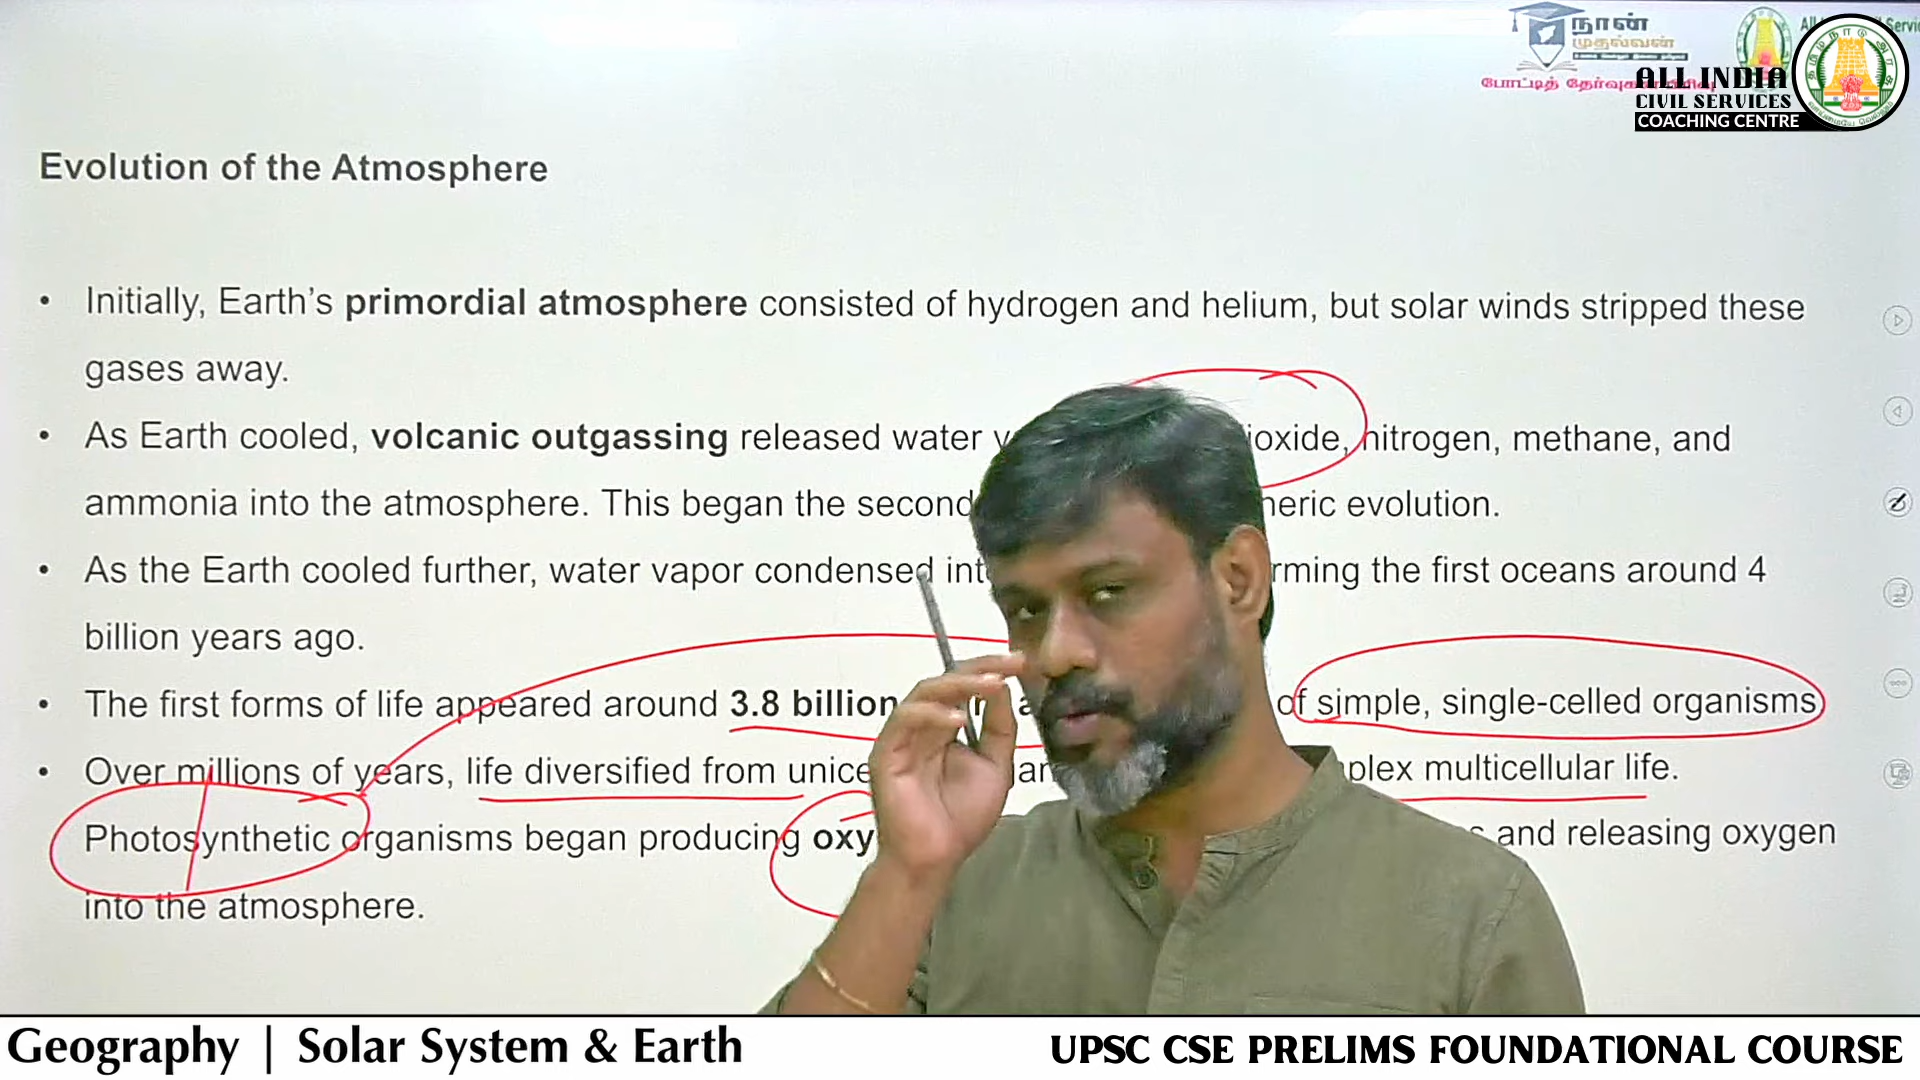 நான்
முதல்வன்
போட்டித்
ALL INDIA
CIVIL SERVICES
COACHING CENTRE
Evolution of the Atmosphere
• Initially, Earth's primordial atmosphere consisted of hydrogen and helium, but solar winds stripped these
gases away.
• As Earth cooled, volcanic outgassing released water v oxide, nitrogen, methane, and
ammonia into the atmosphere. This began the second heric evolution.
• As the Earth cooled further, water vapor condensed int rming the first oceans around 4
billion years ago.
• The first forms of life appeared around 3.8 billion of simple, single-celled organisms
• Over millions of years, life diversified from unice plex multicellular life.
Photosynthetic organisms began producing oxy and releasing oxygen
into the atmosphere.
Geography | Solar System & Earth
UPSC CSE PRELIMS FOUNDATIONAL COURSE